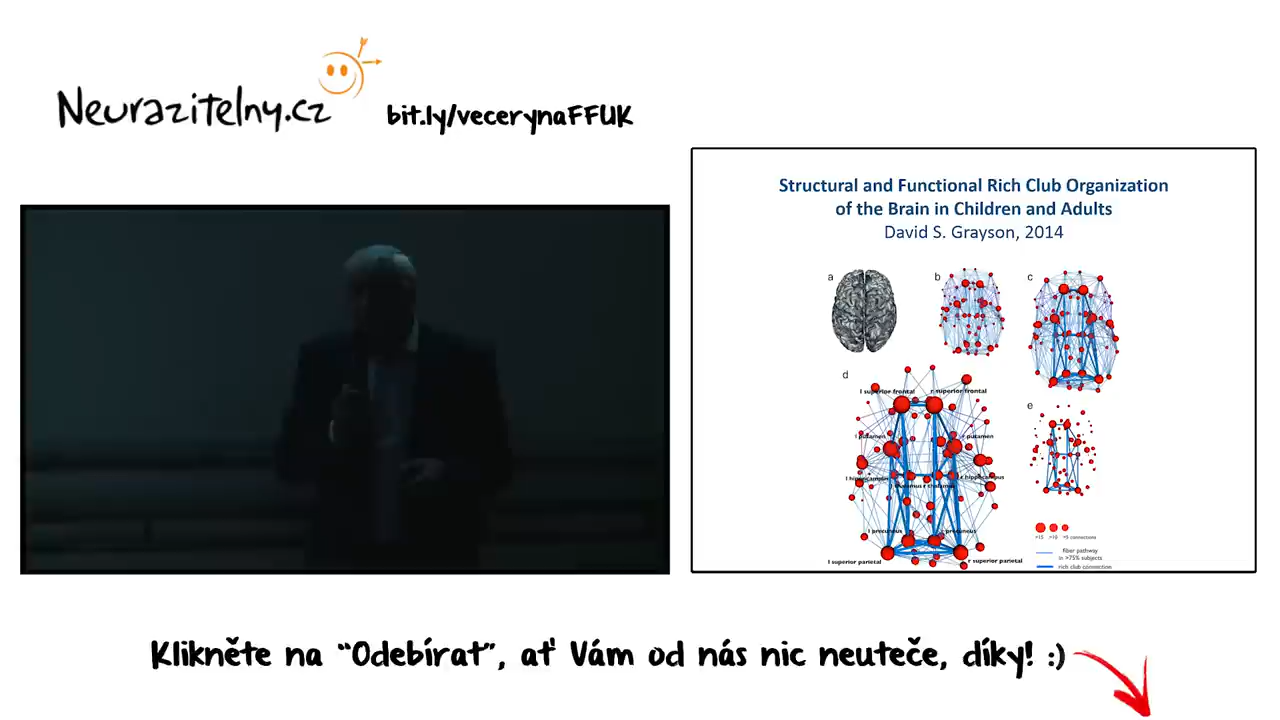 Neurazitelny.cz
bit.ly/vecerynaFFUK
Structural and Functional Rich Club Organization
of the Brain in Children and Adults
David S. Grayson, 2014
a
b
c
d
l superior frontal
r superior frontal
e
l putamen
r putamen
l hippocampus
r hippocampus
l precuneus
r precuneus
l superior parietal
r superior parietal
connections
fiber pathway
in >75% subjects
rich club connection
Klikněte na "Odebírat", ať Vám od nás nic neuteče, díky! :)